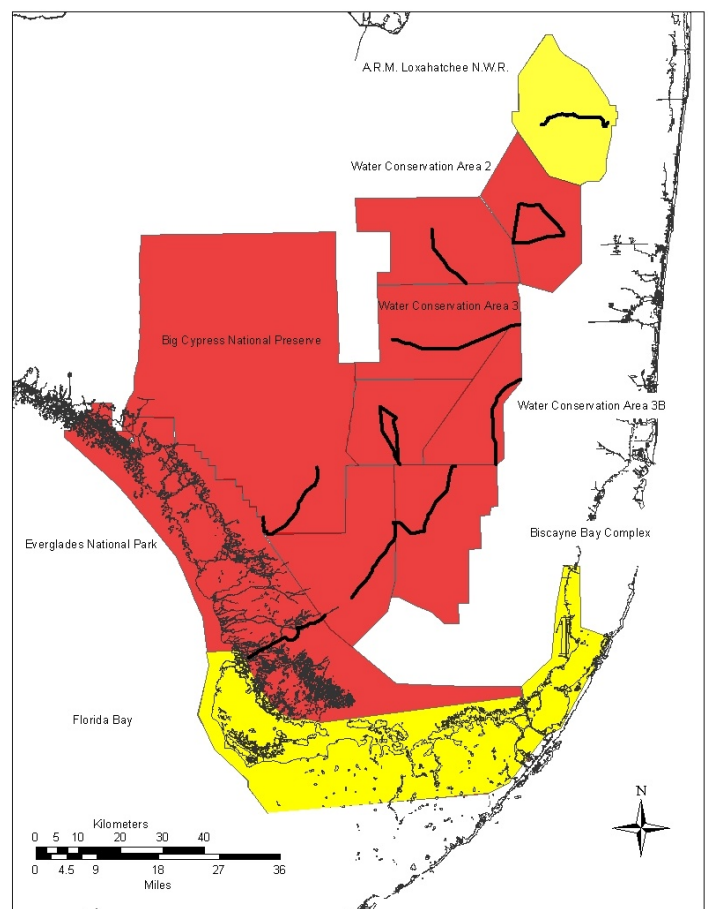 A.R.M. Loxahatchee N.W.R.
Water Conservation Area 2
Water Conservation Area 3
Big Cypress National Preserve
Water Conservation Area 3B
Everglades National Park
Biscayne Bay Complex
Florida Bay
N
Kilometers
0 5 10 20 30 40
0 4.5 9 18 27 36
Miles